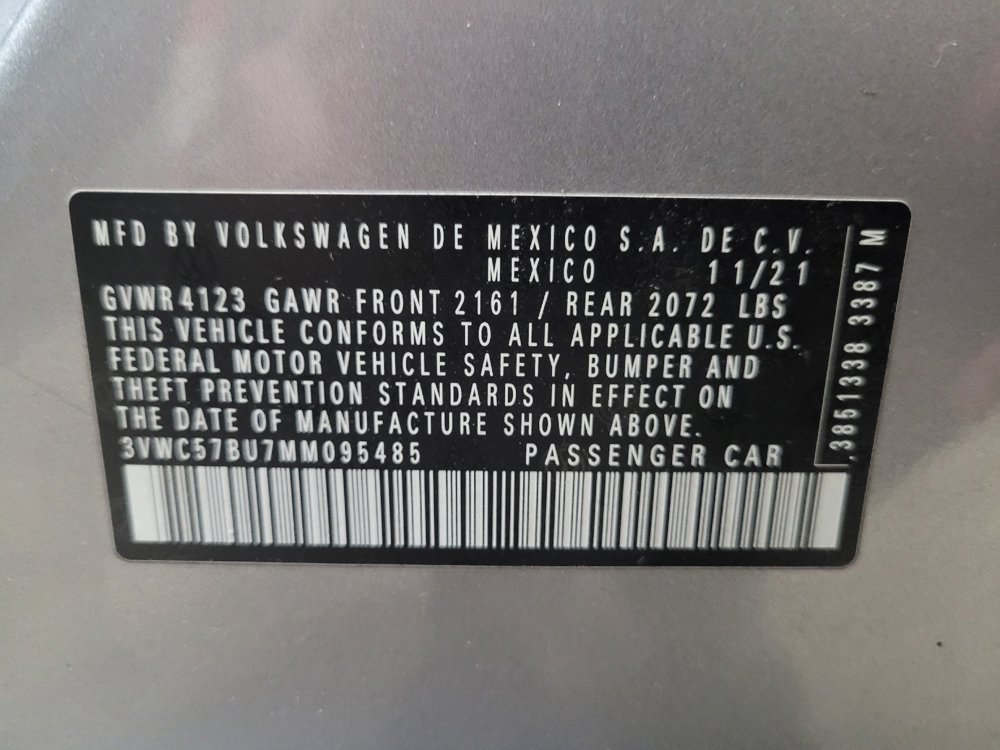 MFD BY VOLKSWAGEN DE MEXICO S.A. DE C.V.
MEXICO 11/21
GVWR 4123 GAWR FRONT 2161 / REAR 2072 LBS
THIS VEHICLE CONFORMS TO ALL APPLICABLE U.S.
FEDERAL MOTOR VEHICLE SAFETY, BUMPER AND
THEFT PREVENTION STANDARDS IN EFFECT ON
THE DATE OF MANUFACTURE SHOWN ABOVE.
3VWC57BU7MM095485 PASSENGER CAR
.3851338 3387 M